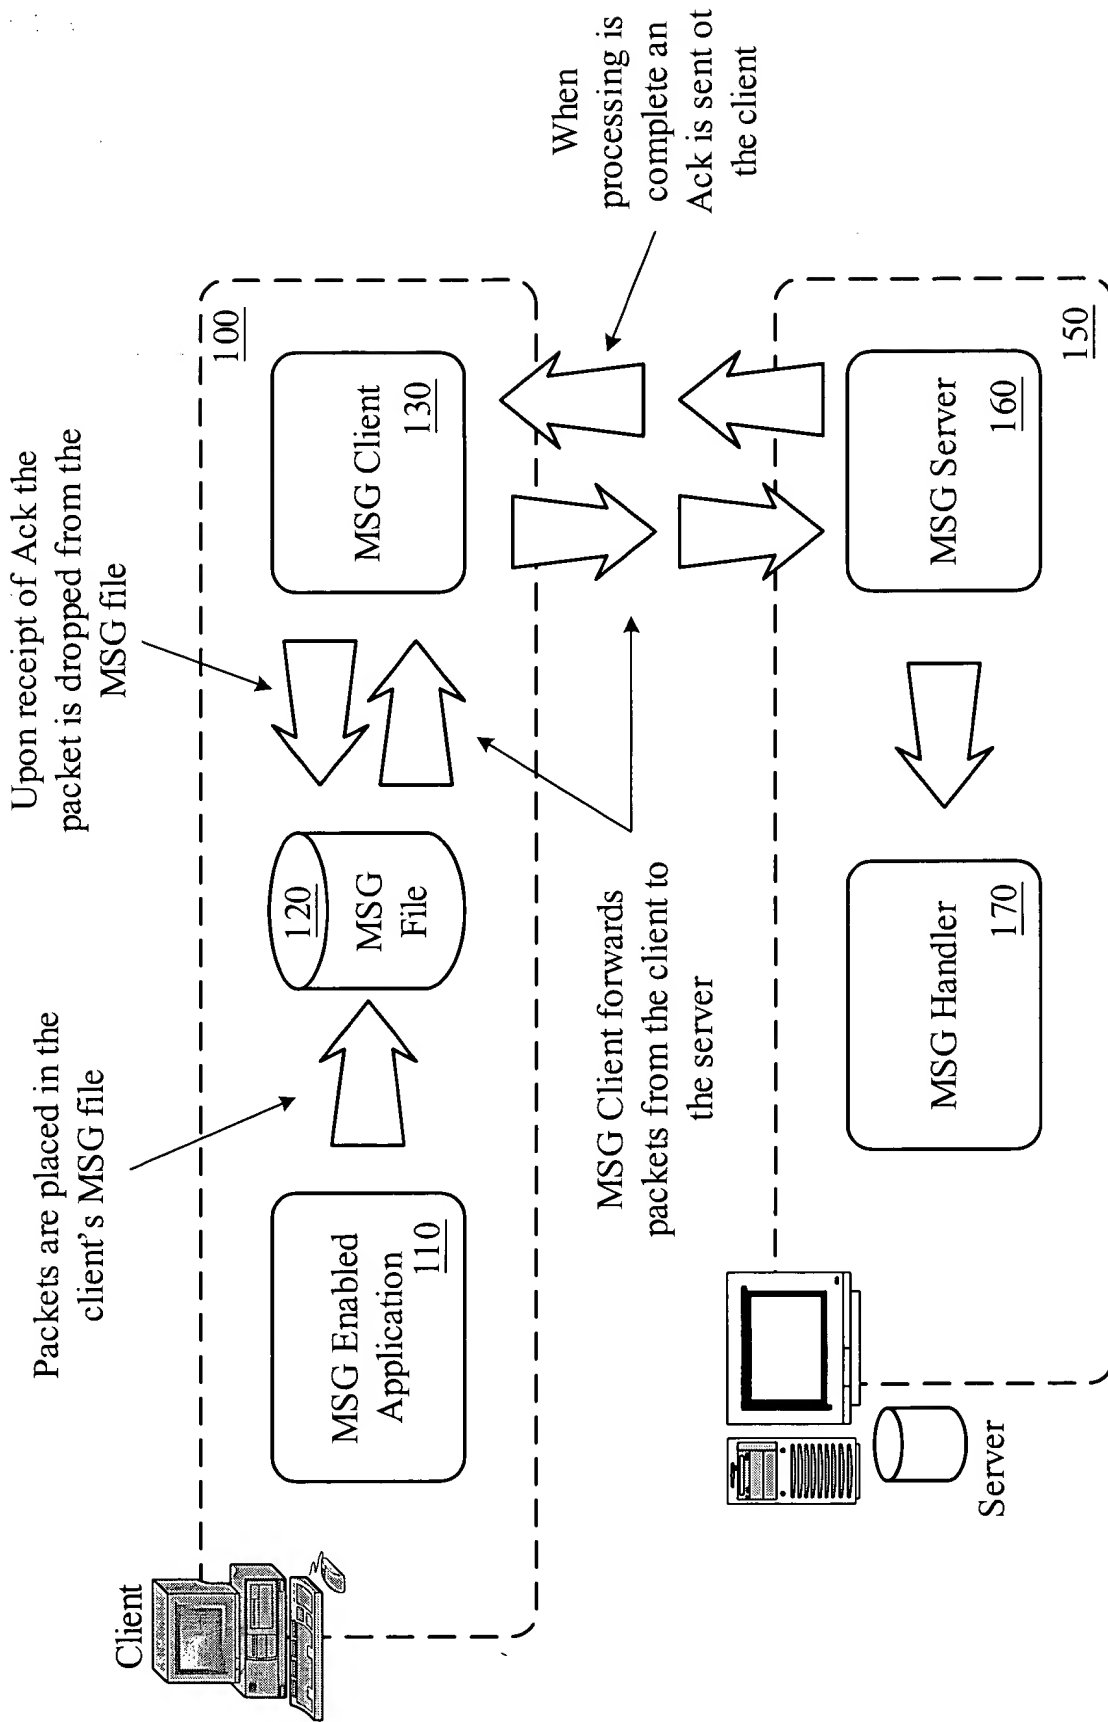 Upon receipt of Ack the
packet is dropped from the
MSG file
Packets are placed in the
client's MSG file
Client
100
MSG Enabled
Application
110
120
MSG
File
MSG Client
130
When
processing is
complete an
Ack is sent ot
the client
MSG Client forwards
packets from the client to
the server
Server
MSG Handler
170
MSG Server
160
150